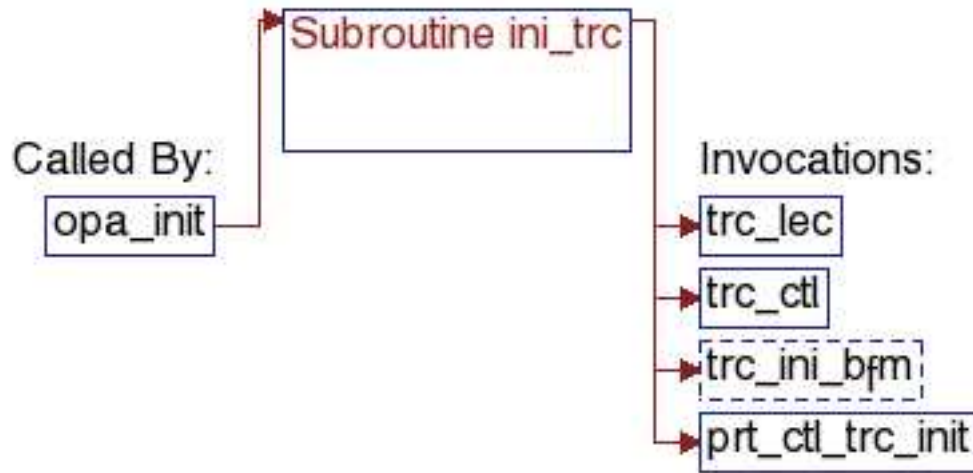 Subroutine ini_trc
Called By:
opa_init
Invocations:
trc_lec
trc_ctl
trc_ini_bfm
prt_ctl_trc_init